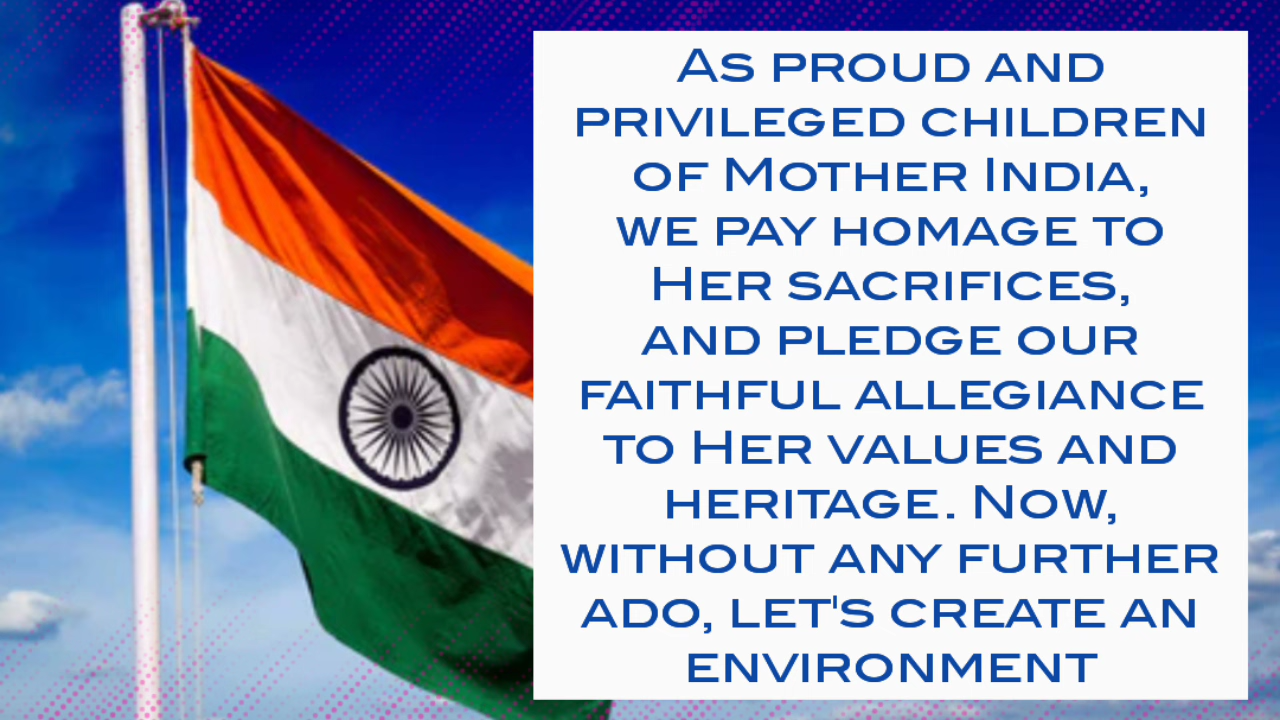 As proud and
privileged children
of Mother India,
we pay homage to
Her sacrifices,
and pledge our
faithful allegiance
to Her values and
heritage. Now,
without any further
ado, let's create an
environment